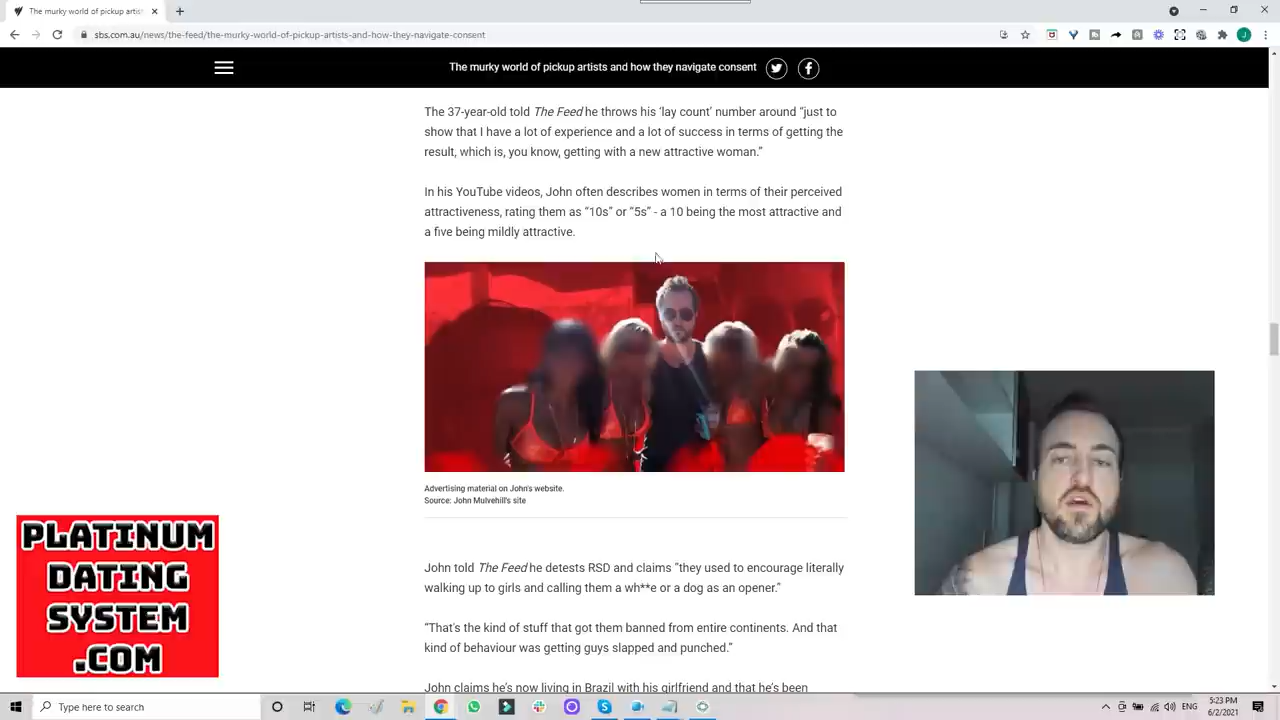 The murky world of pickup artis
sbs.com.au/news/the-feed/the-murky-world-of-pickup-artists-and-how-they-navigate-consent
J
The murky world of pickup artists and how they navigate consent
The 37-year-old told The Feed he throws his ‘lay count’ number around “just to
show that I have a lot of experience and a lot of success in terms of getting the
result, which is, you know, getting with a new attractive woman.”
In his YouTube videos, John often describes women in terms of their perceived
attractiveness, rating them as “10s” or “5s” - a 10 being the most attractive and
a five being mildly attractive.
Advertising material on John's website.
Source: John Mulvehill's site
John told The Feed he detests RSD and claims “they used to encourage literally
walking up to girls and calling them a wh**e or a dog as an opener.”
“That's the kind of stuff that got them banned from entire continents. And that
kind of behaviour was getting guys slapped and punched.”
John claims he's now living in Brazil with his girlfriend and that he's been
PLATINUM
DATING
SYSTEM
.COM
Type here to search
5:23 PM
6/2/2021